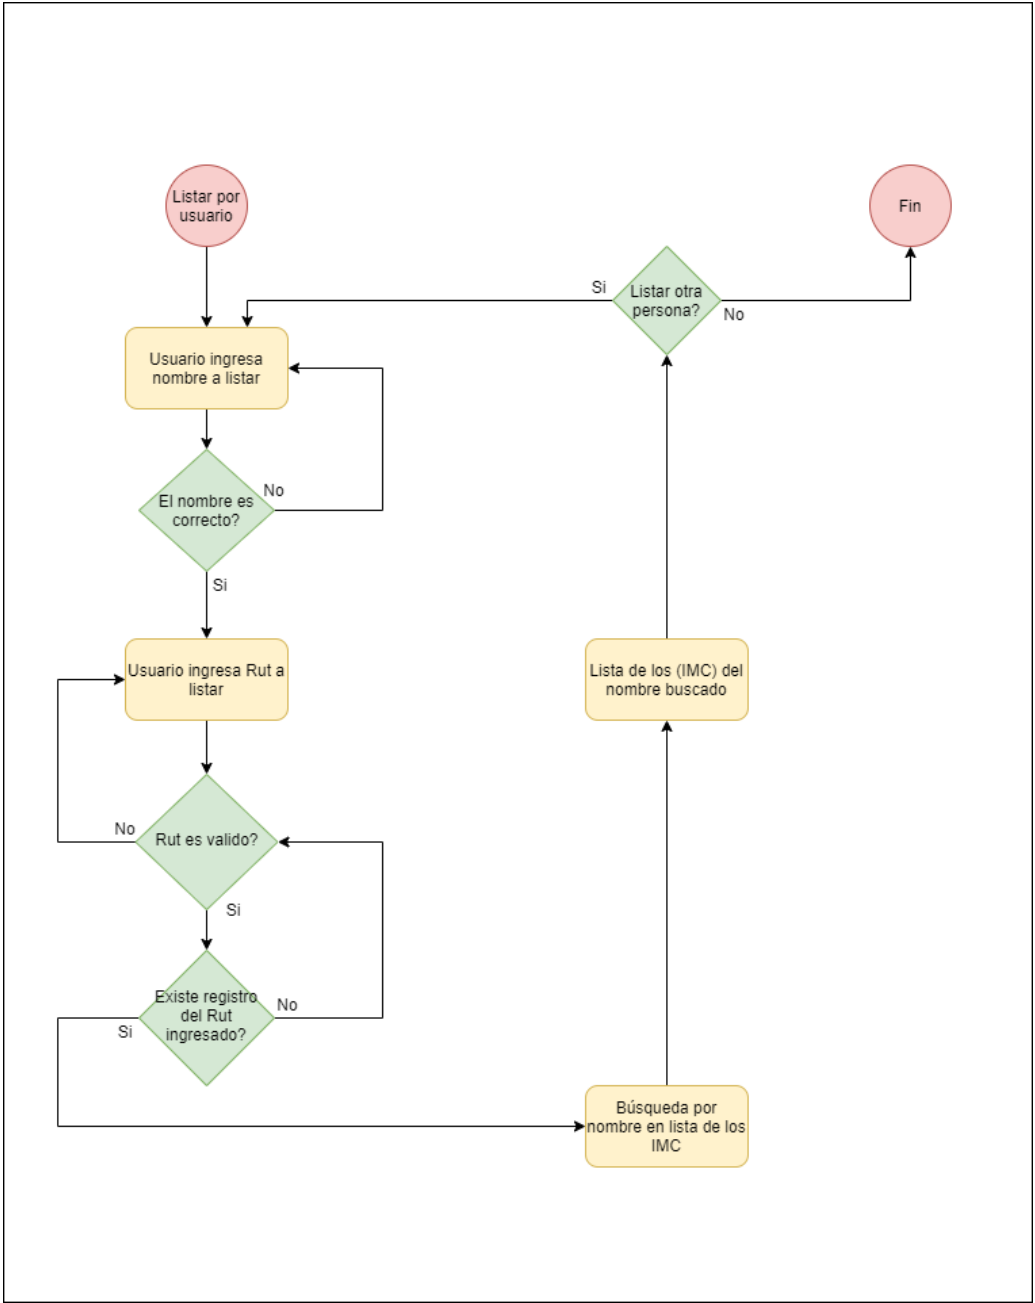 Listar por
usuario
Fin
Listar otra
persona?
Si
No
Usuario ingresa
nombre a listar
El nombre es
correcto?
No
Si
Usuario ingresa Rut a
listar
Lista de los (IMC) del
nombre buscado
Rut es valido?
No
Si
Existe registro
del Rut
ingresado?
No
Si
Búsqueda por
nombre en lista de los
IMC